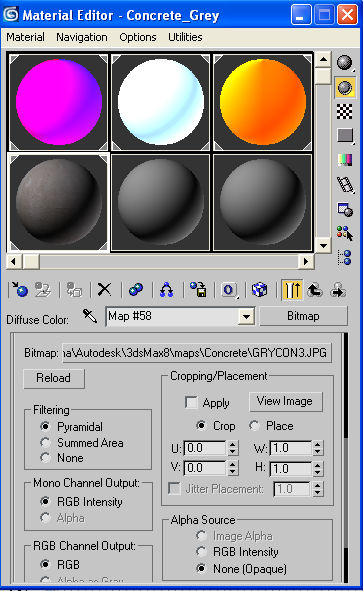 Material Editor - Concrete_Grey
Material Navigation Options Utilities
Diffuse Color: Map #58 Bitmap
Bitmap: ha\Autodesk\3dsMax8\maps\Concrete\GRYCON3.JPG
Reload
Cropping/Placement
Apply View Image
Crop Place
U: 0.0 W: 1.0
V: 0.0 H: 1.0
Jitter Placement: 1.0
Filtering
Pyramidal
Summed Area
None
Mono Channel Output:
RGB Intensity
Alpha
Alpha Source
Image Alpha
RGB Intensity
None (Opaque)
RGB Channel Output:
RGB
Alpha as Gray